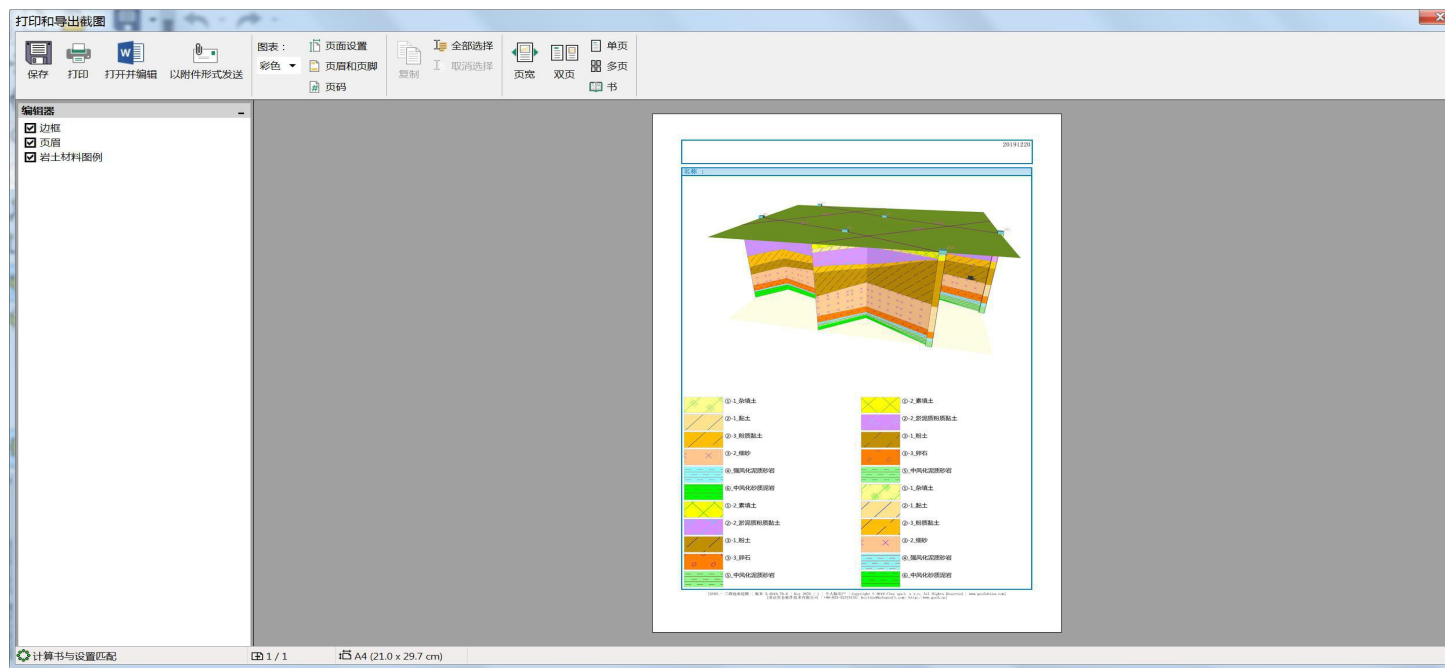 打印和导出截图
保存
打印
打开并编辑
以附件形式发送
图表：
彩色
页面设置
页眉和页脚
页码
复制
全部选择
取消选择
页宽
双页
单页
多页
书
编辑器
边框
页眉
岩土材料图例
20191220
名称 ：
①-1_杂填土 ①-2_素填土
②-1_黏土 ②-2_淤泥质粉质黏土
②-3_粉质黏土 ③-1_粉土
③-2_细砂 ③-3_卵石
④_强风化泥质砂岩 ⑤_中风化泥质砂岩
⑥_中风化砂质泥岩 ①-1_杂填土
①-2_素填土 ②-1_黏土
②-2_淤泥质粉质黏土 ②-3_粉质黏土
③-1_粉土 ③-2_细砂
③-3_卵石 ④_强风化泥质砂岩
⑤_中风化泥质砂岩 ⑥_中风化砂质泥岩
计算书与设置匹配
1 / 1
A4 (21.0 x 29.7 cm)